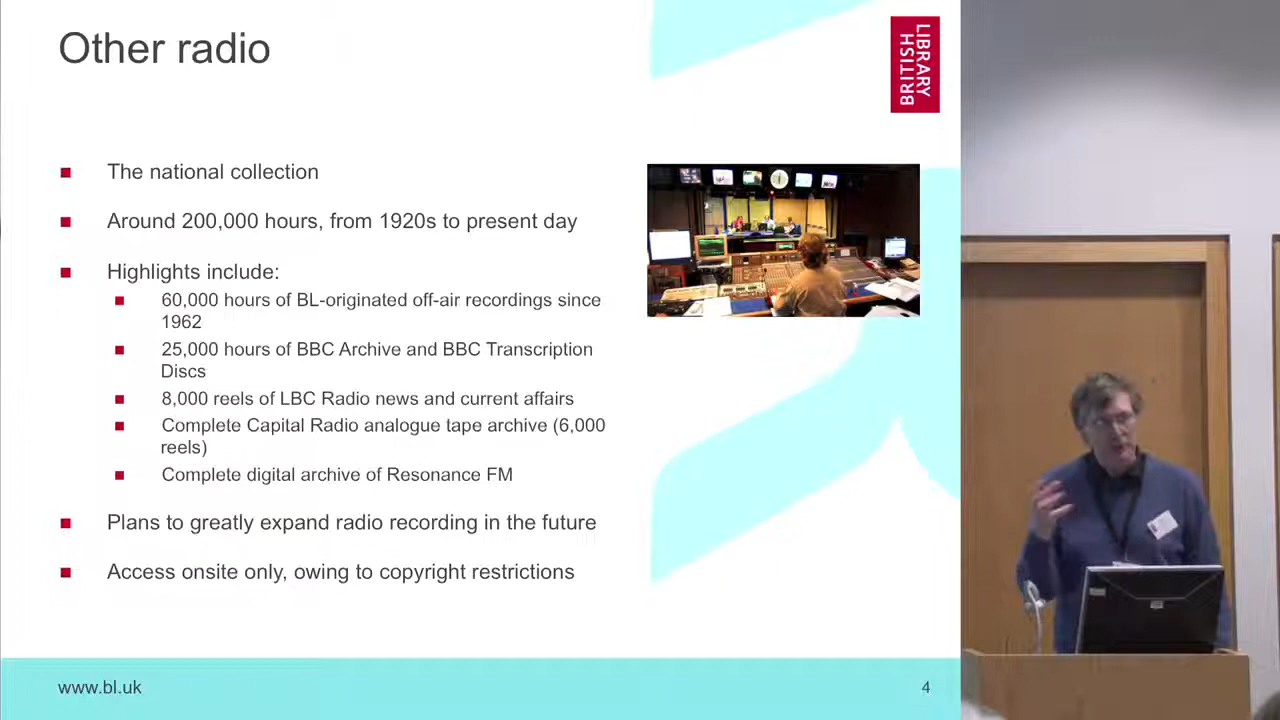 Other radio
LIBRARY
BRITISH
The national collection
Around 200,000 hours, from 1920s to present day
Highlights include:
60,000 hours of BL-originated off-air recordings since
1962
25,000 hours of BBC Archive and BBC Transcription
Discs
8,000 reels of LBC Radio news and current affairs
Complete Capital Radio analogue tape archive (6,000
reels)
Complete digital archive of Resonance FM
Plans to greatly expand radio recording in the future
Access onsite only, owing to copyright restrictions
www.bl.uk
4